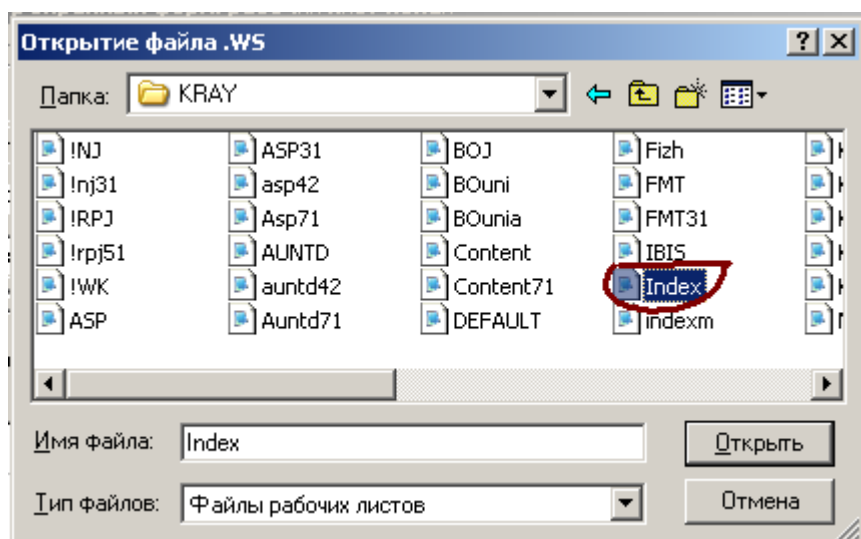 Открытие файла .WS
Папка: KRAY
!NJ ASP31 BOJ Fizh
!nj31 asp42 BOuni FMT
!RPJ Asp71 BOunia FMT31
!rpj51 AUNTD Content IBIS
!WK auntd42 Content71 Index
ASP Auntd71 DEFAULT indexm
Имя файла: Index Открыть
Тип файлов: Файлы рабочих листов Отмена